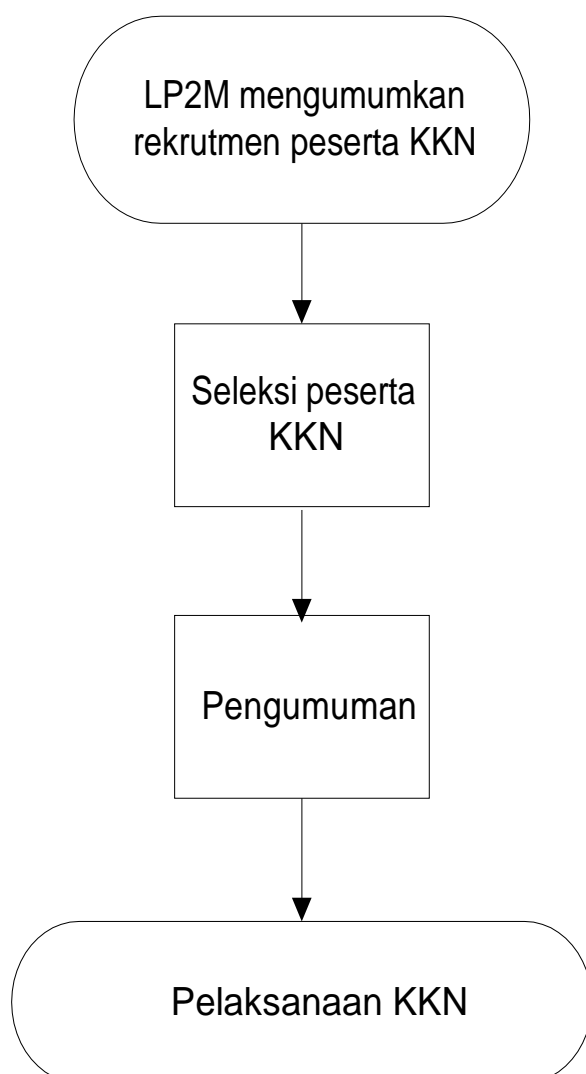 LP2M mengumumkan
rekrutmen peserta KKN
Seleksi peserta
KKN
Pengumuman
Pelaksanaan KKN